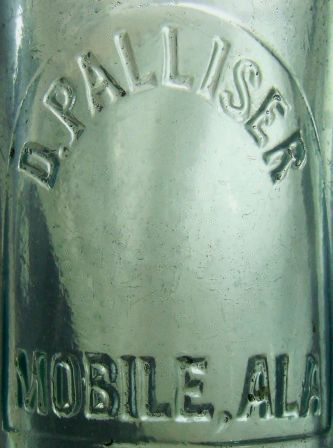 D. PALLISER
MOBILE, ALA